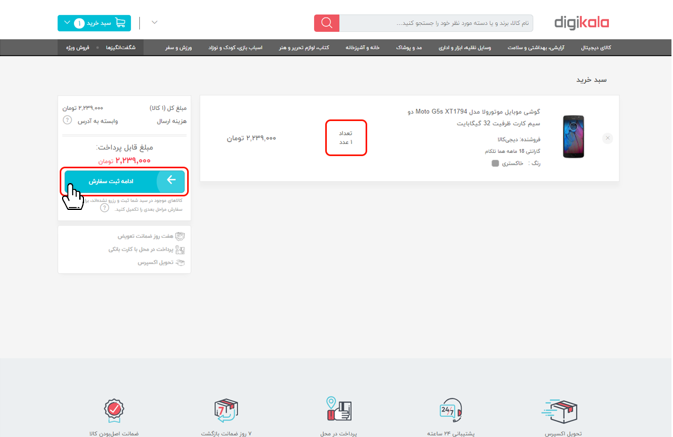 digikala
نام کالا، برند و یا دسته مورد نظر خود را جستجو کنید...
سبد خرید ۱
کالای دیجیتال
آرایشی، بهداشتی و سلامت
وسایل نقلیه، ابزار و اداری
مد و پوشاک
خانه و آشپزخانه
کتاب، لوازم تحریر و هنر
اسباب بازی، کودک و نوزاد
ورزش و سفر
شگفت‌انگیزها
فروش ویژه
سبد خرید
گوشی موبایل موتورولا مدل Moto G5s XT1794 دو
سیم کارت ظرفیت 32 گیگابایت
فروشنده: دیجی‌کالا
گارانتی 18 ماهه هما تلکام
رنگ : خاکستری
تعداد
۱ عدد
۲,۲۳۹,۰۰۰ تومان
مبلغ کل (۱ کالا) ۲,۲۳۹,۰۰۰ تومان
هزینه ارسال وابسته به آدرس ?
مبلغ قابل پرداخت:
۲,۲۳۹,۰۰۰ تومان
ادامه ثبت سفارش
کالاهای موجود در سبد شما ثبت و رزرو نشده‌اند،
سفارش مراحل بعدی را تکمیل کنید. ?
هفت روز ضمانت تعویض
پرداخت در محل با کارت بانکی
تحویل اکسپرس
تحویل اکسپرس
24/7
پشتیبانی ۲۴ ساعته
پرداخت در محل
7
۷ روز ضمانت بازگشت
ضمانت اصل‌بودن کالا